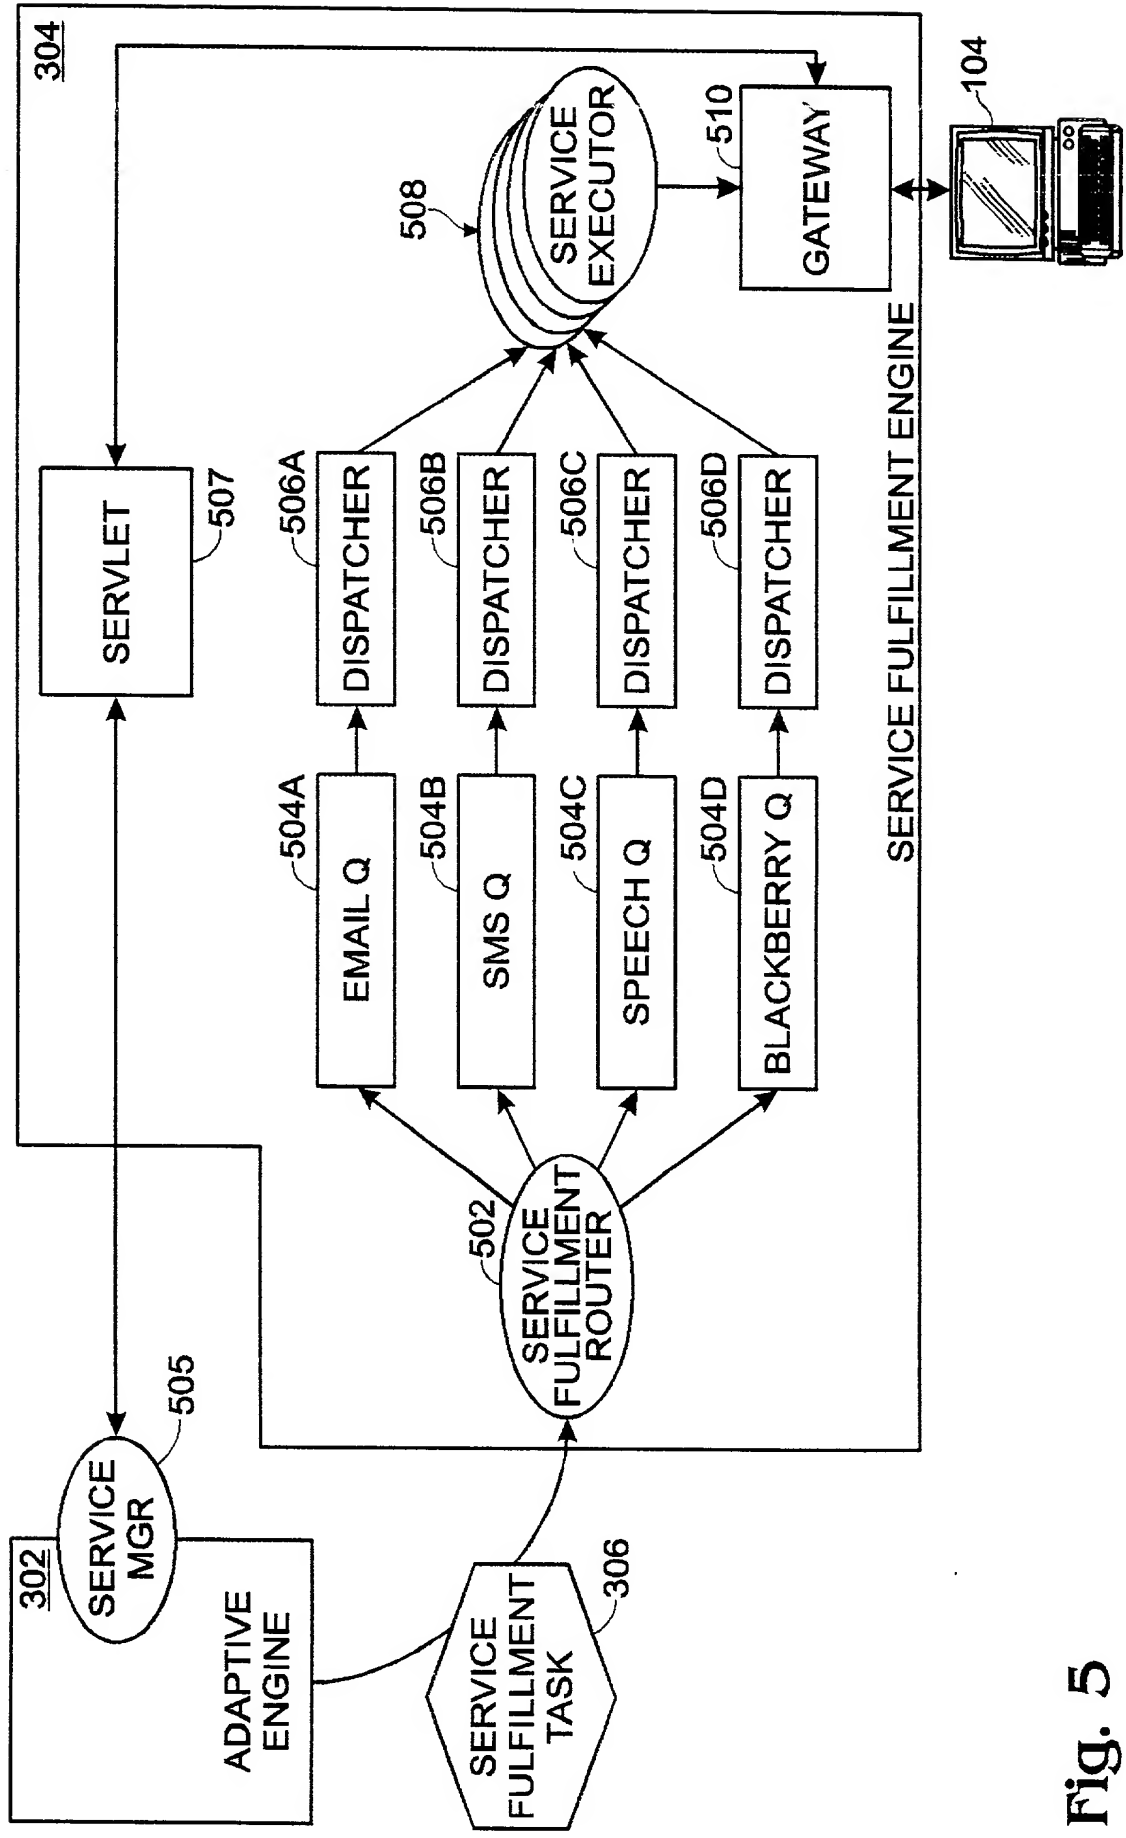 302
SERVICE
MGR
505
ADAPTIVE
ENGINE
SERVICE
FULFILLMENT
TASK
306
304
SERVLET
507
502
SERVICE
FULFILLMENT
ROUTER
504A
EMAIL Q
504B
SMS Q
504C
SPEECH Q
504D
BLACKBERRY Q
506A
DISPATCHER
506B
DISPATCHER
506C
DISPATCHER
506D
DISPATCHER
508
SERVICE
EXECUTOR
510
GATEWAY
104
SERVICE FULFILLMENT ENGINE
Fig. 5